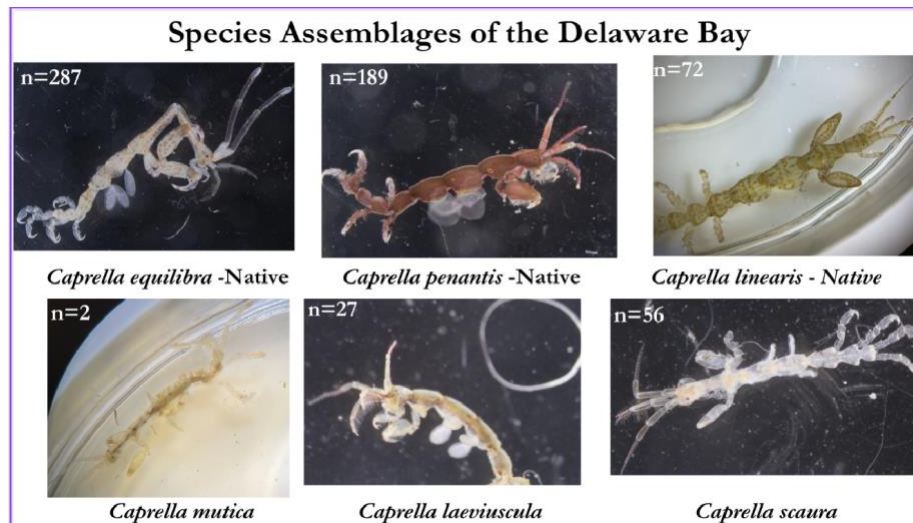 Species Assemblages of the Delaware Bay
n=287
n=189
n=72
Caprella equilibra -Native
Caprella penantis -Native
Caprella linearis - Native
n=2
n=27
n=56
Caprella mutica
Caprella laeviuscula
Caprella scaura